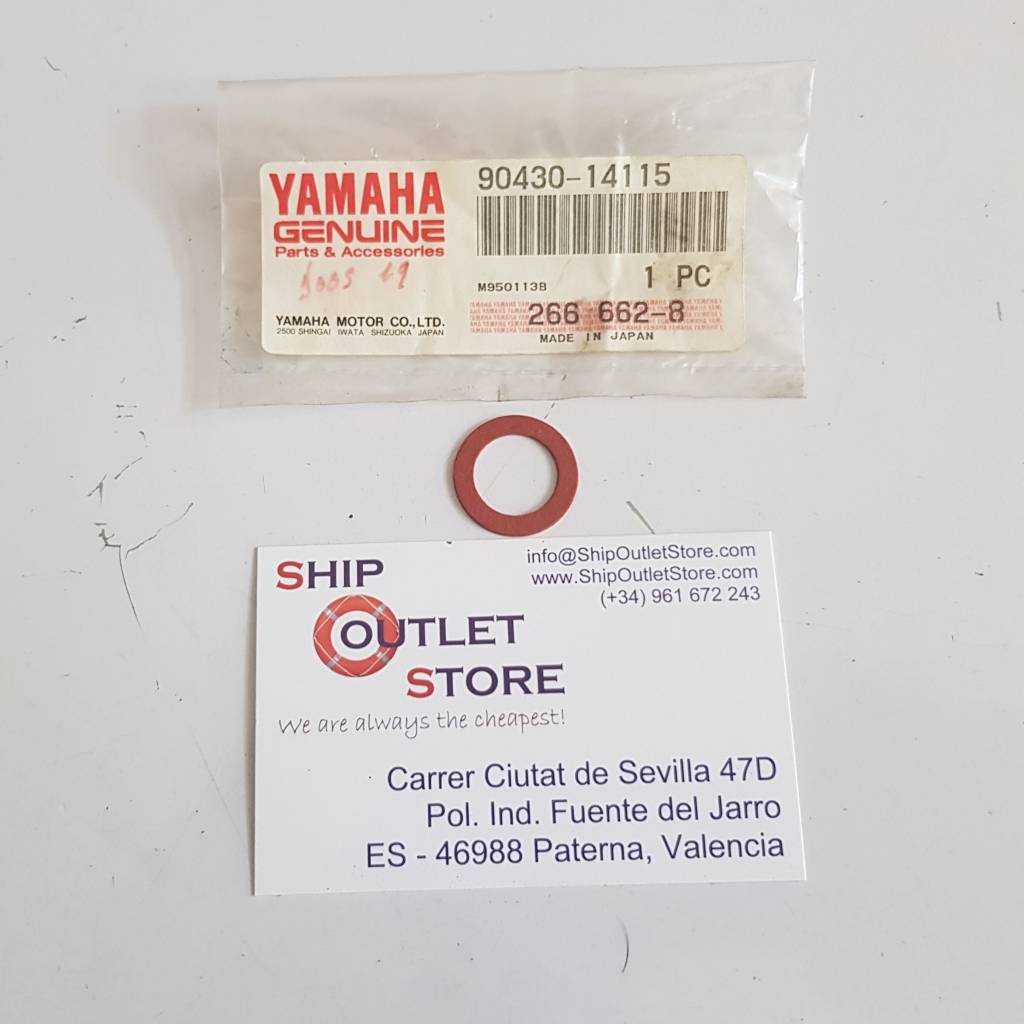 YAMAHA
GENUINE
Parts & Accessories
YAMAHA MOTOR CO.,LTD.
2500 SHINGAI IWATA SHIZUOKA JAPAN
90430-14115
M950113B
1 PC
266 662-8
MADE IN JAPAN
SHIP
OUTLET
STORE
We are always the cheapest!
info@ShipOutletStore.com
www.ShipOutletStore.com
(+34) 961 672 243
Carrer Ciutat de Sevilla 47D
Pol. Ind. Fuente del Jarro
ES - 46988 Paterna, Valencia